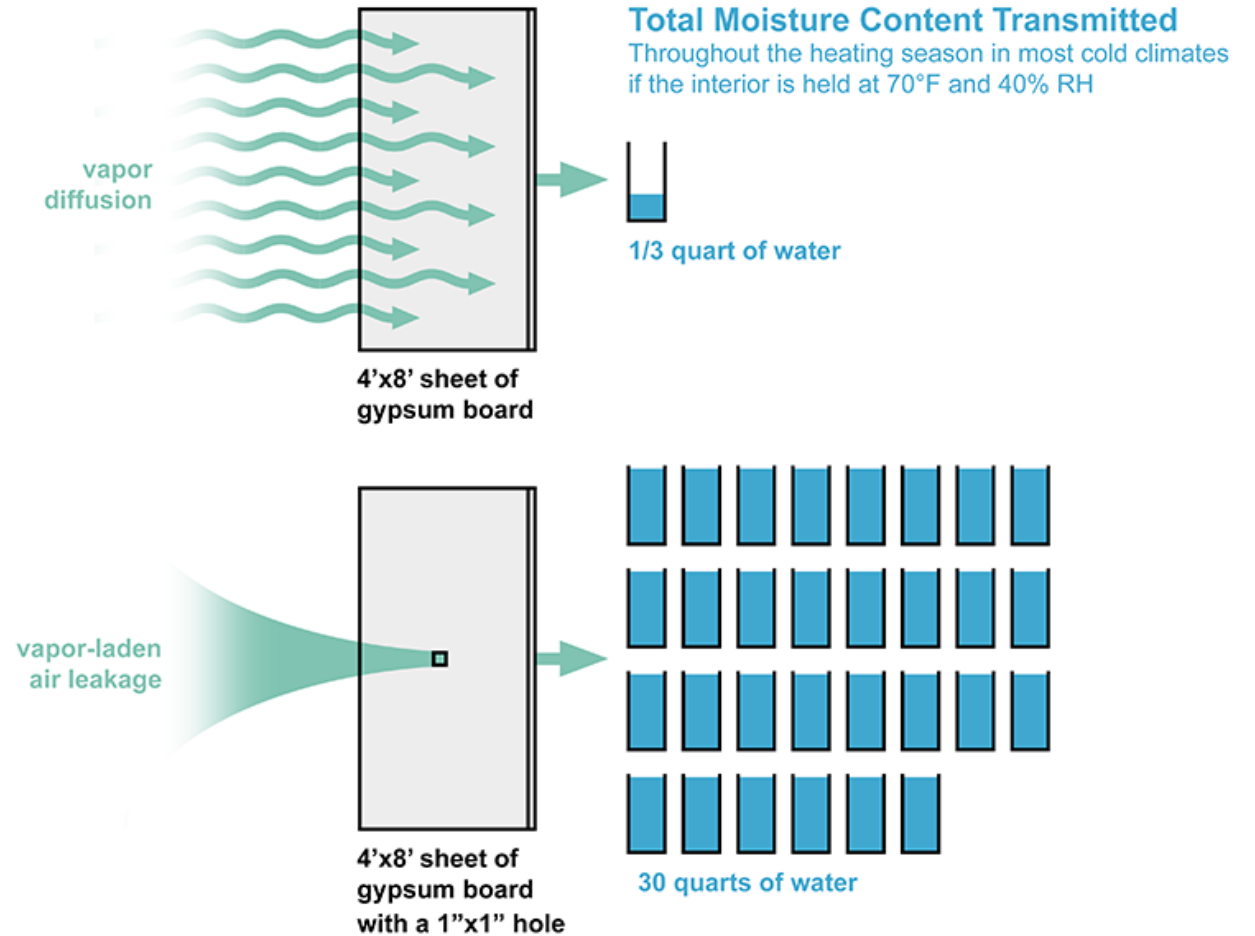 Total Moisture Content Transmitted
Throughout the heating season in most cold climates
if the interior is held at 70°F and 40% RH
vapor
diffusion
1/3 quart of water
4’x8’ sheet of
gypsum board
vapor-laden
air leakage
4’x8’ sheet of
gypsum board
with a 1”x1” hole
30 quarts of water